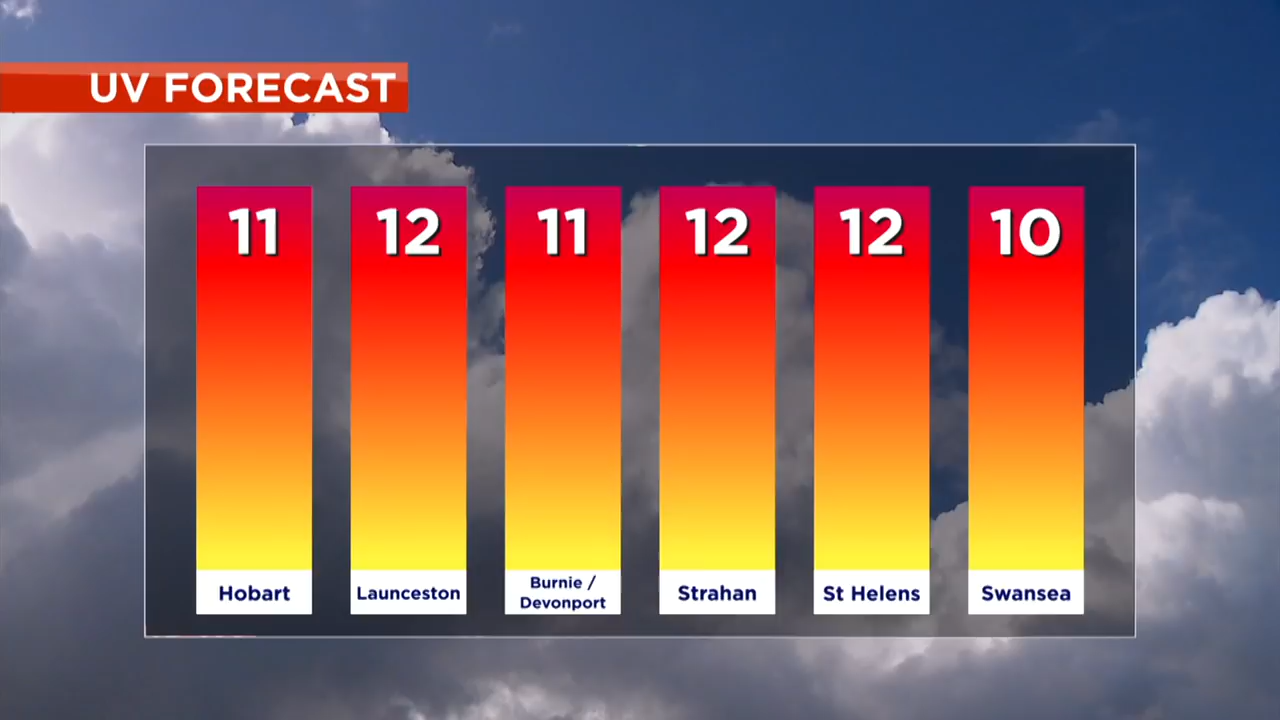 UV FORECAST
11 12 11 12 12 10
Hobart Launceston Burnie / Devonport Strahan St Helens Swansea